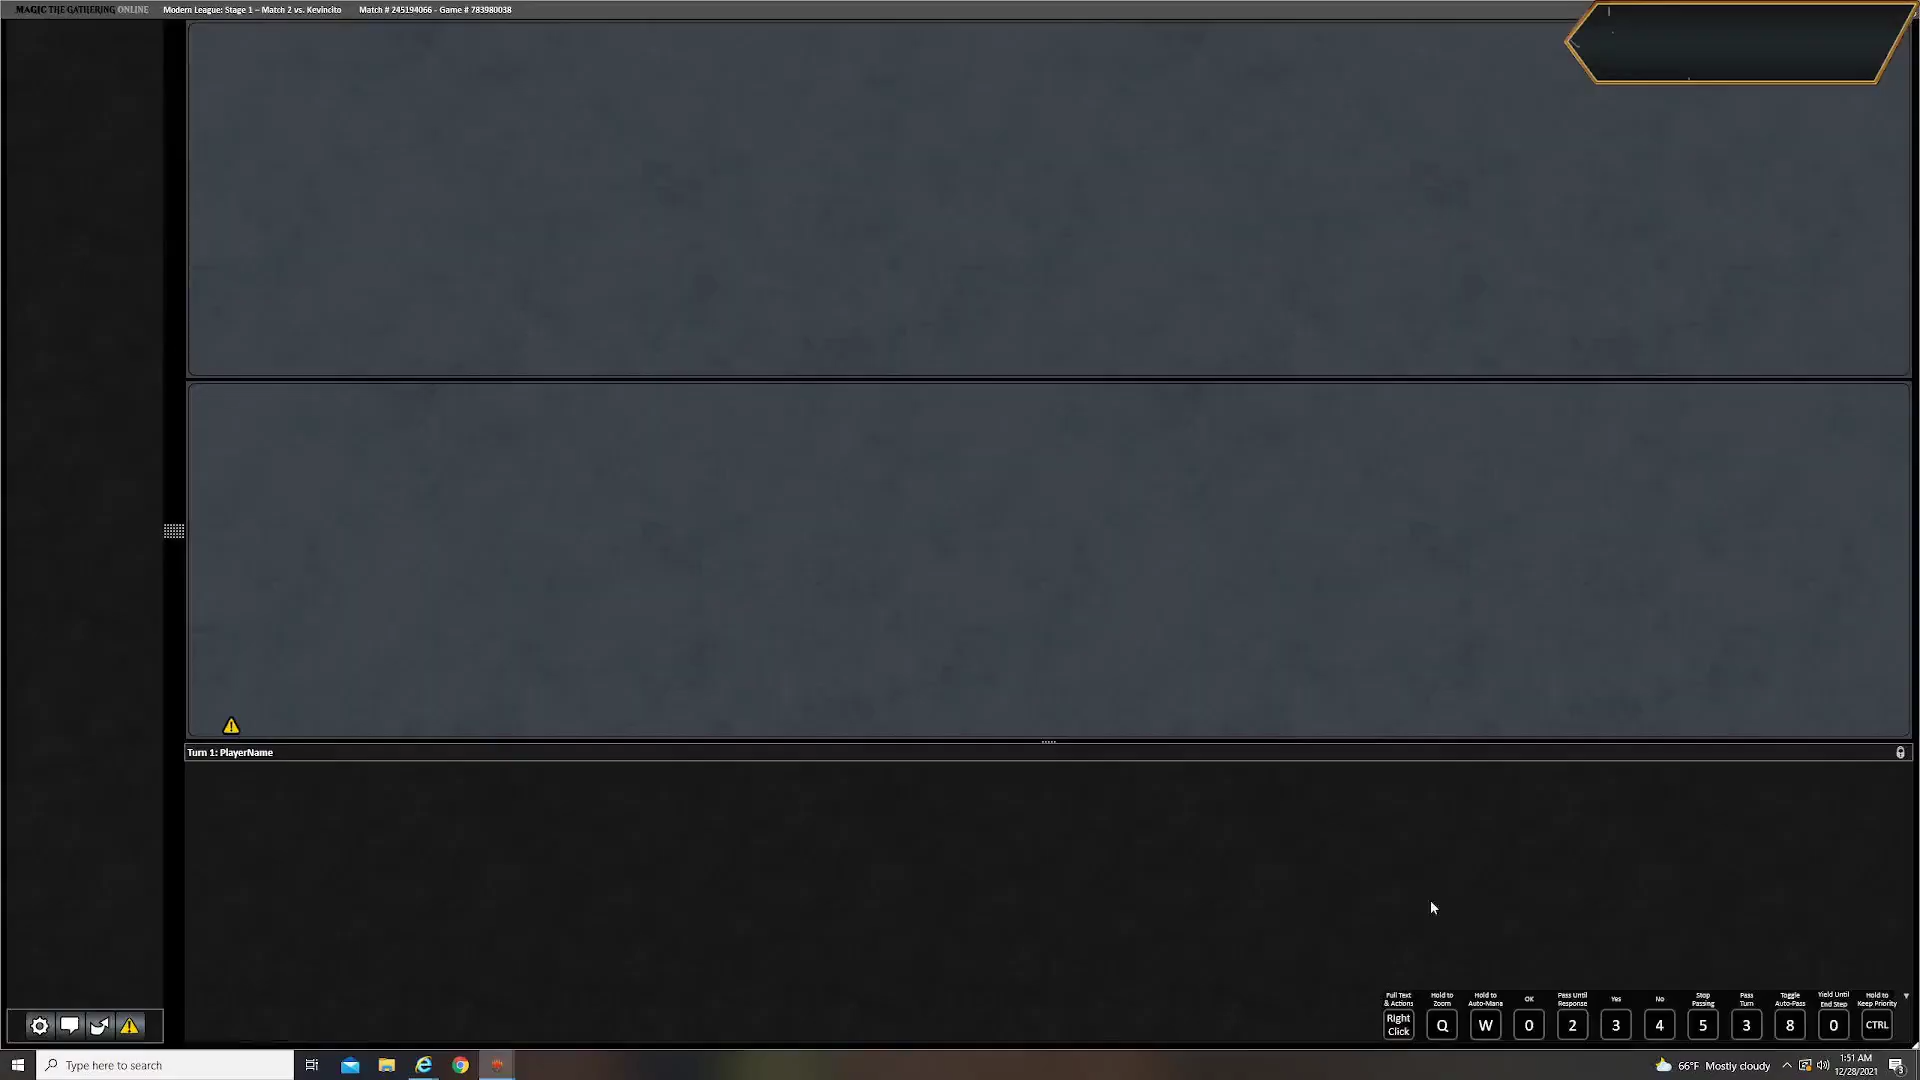 MAGIC THE GATHERING ONLINE Modern League: Stage 1 – Match 2 vs. Kevincito Match # 245194066 - Game # 783980038
Turn 1: PlayerName
Full Text & Actions
Hold to Zoom
Hold to Auto-Mana
OK
Pass Until Response
Yes
No
Stop Passing
Pass Turn
Toggle Auto-Pass
Yield Until End Step
Hold to Keep Priority
Right Click
Q
W
0
2
3
4
5
3
8
0
CTRL
Type here to search
66°F Mostly cloudy
1:51 AM
12/28/2021
3